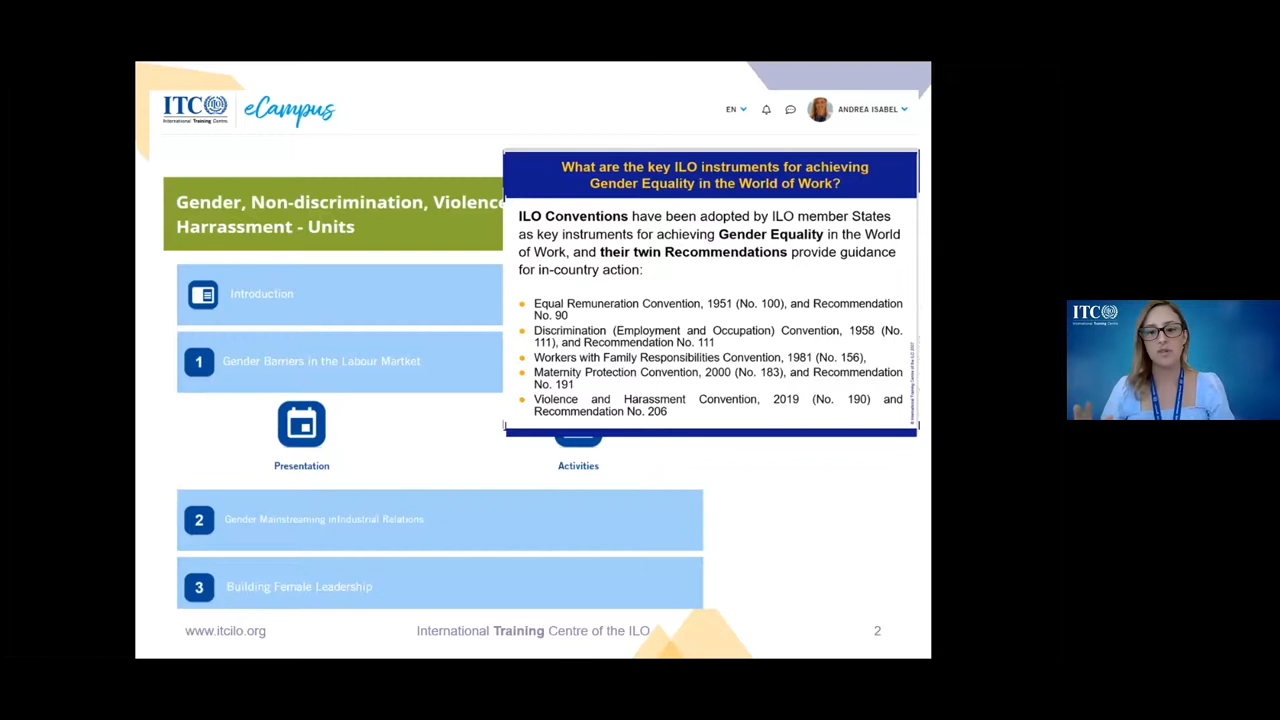 ITC
International Training Centre
eCampus
EN
ANDREA ISABEL
Gender, Non-discrimination, Violence
Harrassment - Units
Introduction
1
Gender Barriers in the Labour Martket
Presentation
Activities
2
Gender Mainstreaming inIndustrial Relations
3
Building Female Leadership
What are the key ILO instruments for achieving
Gender Equality in the World of Work?
ILO Conventions have been adopted by ILO member States
as key instruments for achieving Gender Equality in the World
of Work, and their twin Recommendations provide guidance
for in-country action:
Equal Remuneration Convention, 1951 (No. 100), and Recommendation
No. 90
Discrimination (Employment and Occupation) Convention, 1958 (No.
111), and Recommendation No. 111
Workers with Family Responsibilities Convention, 1981 (No. 156),
Maternity Protection Convention, 2000 (No. 183), and Recommendation
No. 191
Violence and Harassment Convention, 2019 (No. 190) and
Recommendation No. 206
www.itcilo.org
International Training Centre of the ILO
2
ITC
International Training Centre